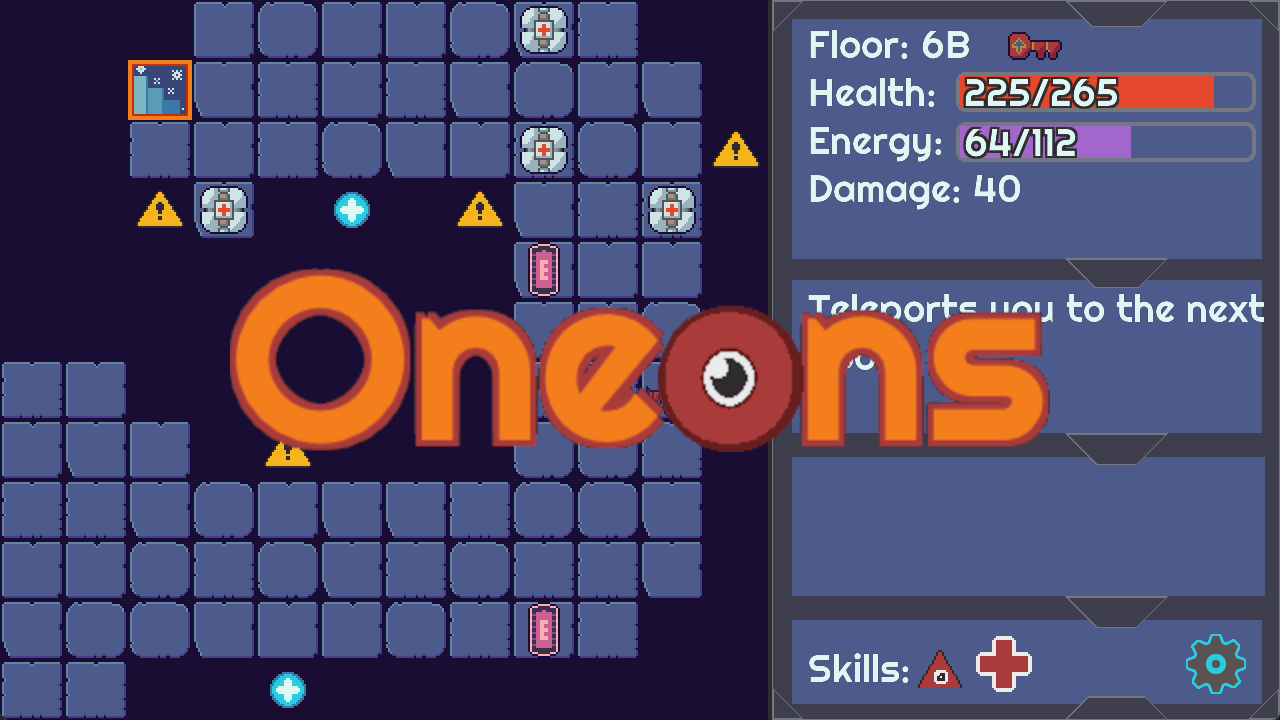 Floor: 6B
Health: 225/265
Energy: 64/112
Damage: 40
E
Teleports you to the next
Oneons
E
Skills: